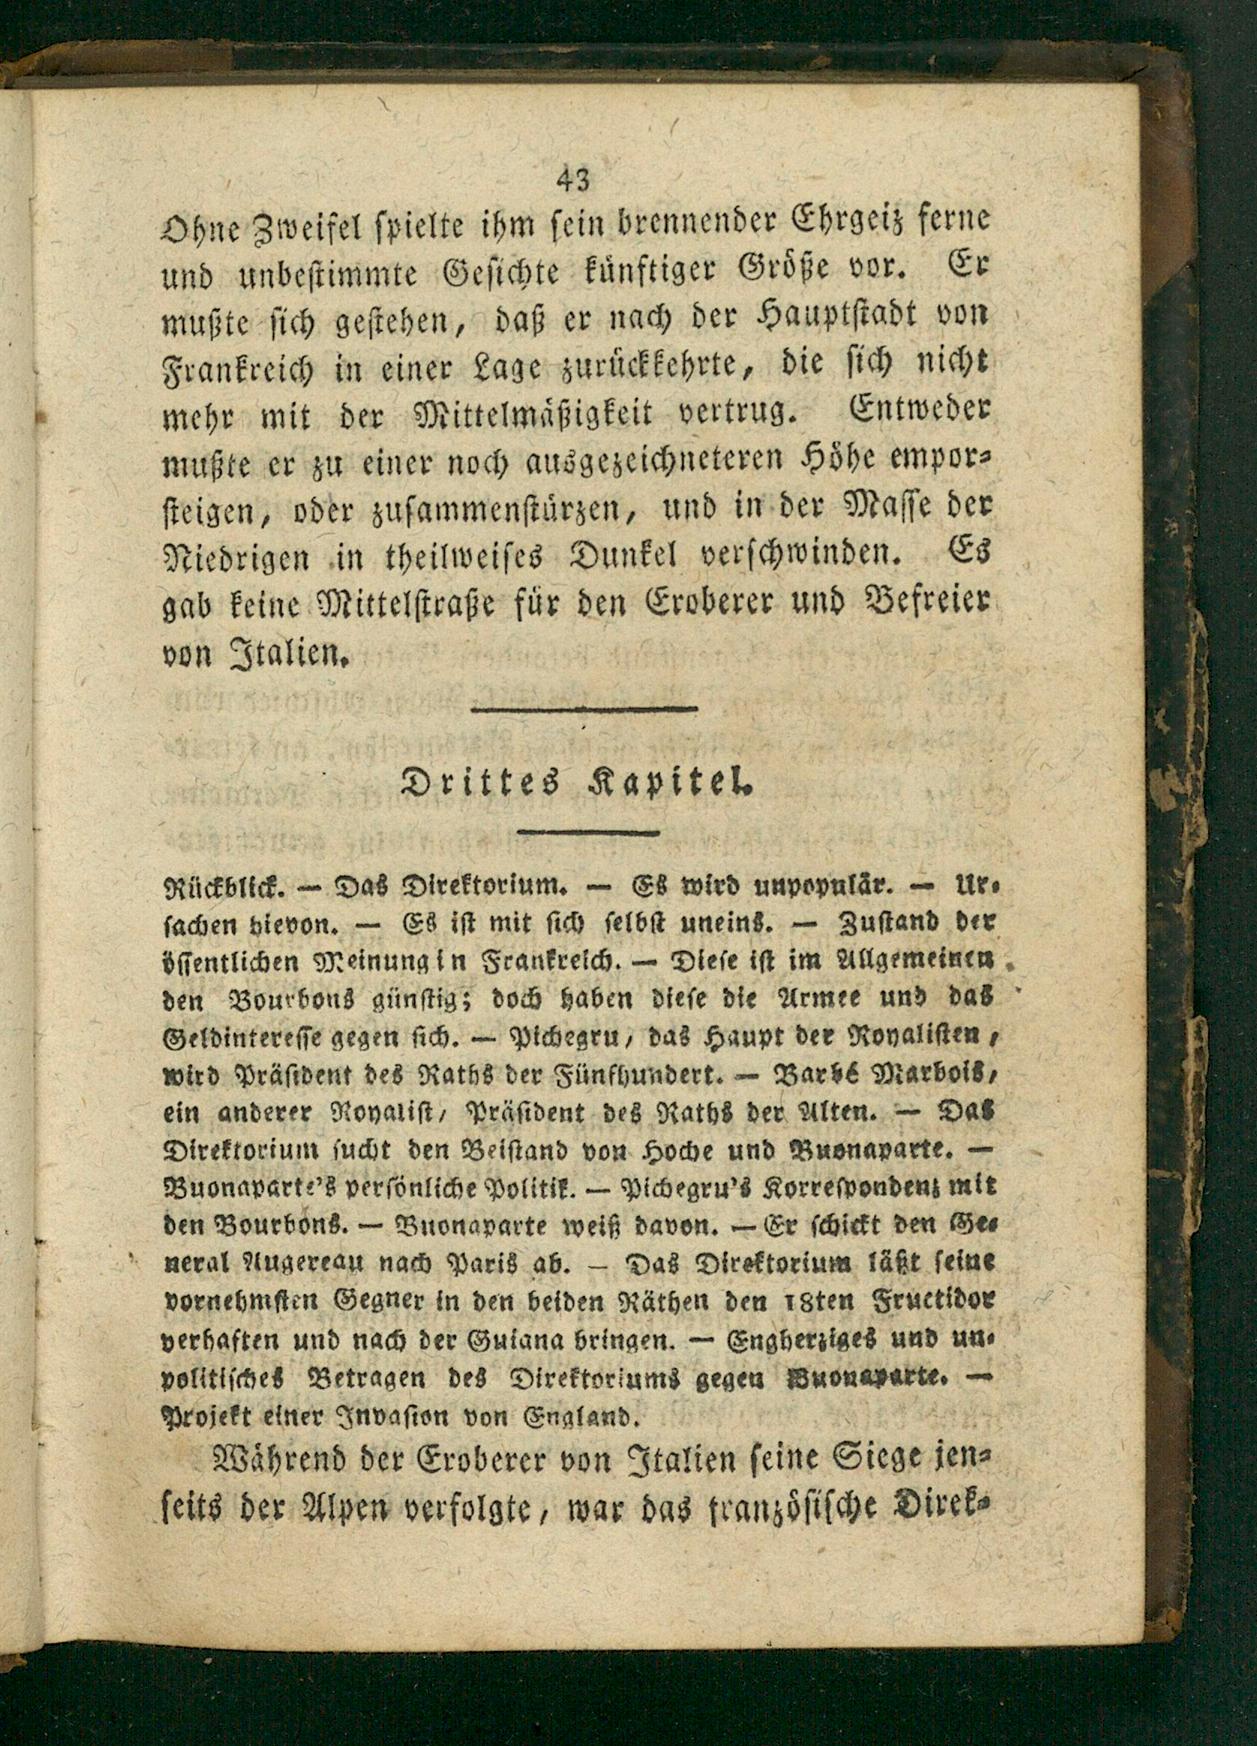 43
Ohne Zweifel spielte ihm sein brennender Ehrgeiz ferne
und unbestimmte Gesichte künftiger Größe vor. Er
mußte sich gestehen, daß er nach der Hauptstadt von
Frankreich in einer Lage zurückkehrte, die sich nicht
mehr mit der Mittelmäßigkeit vertrug. Entweder
mußte er zu einer noch ausgezeichneteren Höhe empor-
steigen, oder zusammenstürzen, und in der Masse der
Niedrigen in theilweises Dunkel verschwinden. Es
gab keine Mittelstraße für den Eroberer und Befreier
von Italien.
Drittes Kapitel.
Rückblick. — Das Direktorium. — Es wird unpopulär. — Ur-
sachen hievon. — Es ist mit sich selbst uneins. — Zustand der
öffentlichen Meinung in Frankreich. — Diese ist im Allgemeinen
den Bourbons günstig; doch haben diese die Armee und das
Geldinteresse gegen sich. — Pichegru, das Haupt der Royalisten,
wird Präsident des Raths der Fünfhundert. — Barbé Marbois,
ein anderer Royalist, Präsident des Raths der Alten. — Das
Direktorium sucht den Beistand von Hoche und Buonaparte. —
Buonaparte's persönliche Politik. — Pichegru's Korrespondenz mit
den Bourbons. — Buonaparte weiß davon. — Er schickt den Ge-
neral Augereau nach Paris ab. — Das Direktorium läßt seine
vornehmsten Gegner in den beiden Räthen den 18ten Fructidor
verhaften und nach der Guiana bringen. — Engherziges und un-
politisches Betragen des Direktoriums gegen Buonaparte. —
Projekt einer Invasion von England.
Während der Eroberer von Italien seine Siege jen-
seits der Alpen verfolgte, war das französische Direk-